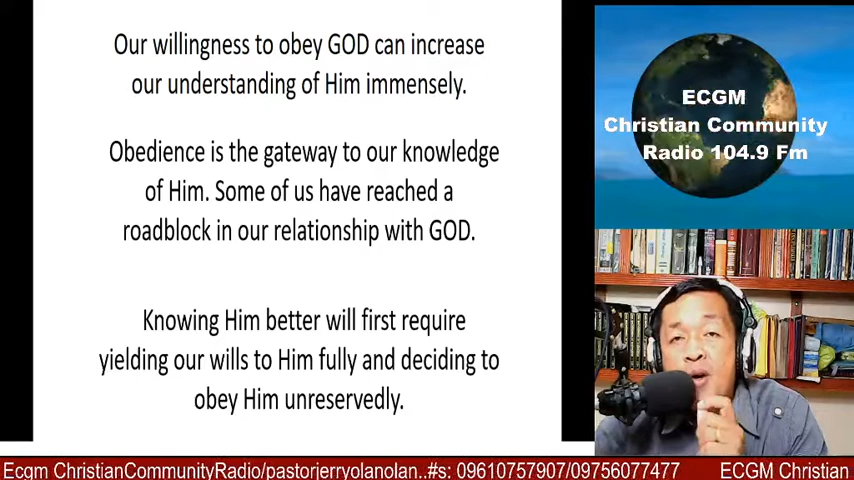 Our willingness to obey GOD can increase
our understanding of Him immensely.
Obedience is the gateway to our knowledge
of Him. Some of us have reached a
roadblock in our relationship with GOD.
Knowing Him better will first require
yielding our wills to Him fully and deciding to
obey Him unreservedly.
ECGM
Christian Community
Radio 104.9 Fm
Ecgm ChristianCommunityRadio/pastorjerryolanolan..#s: 09610757907/09756077477 ECGM Christian